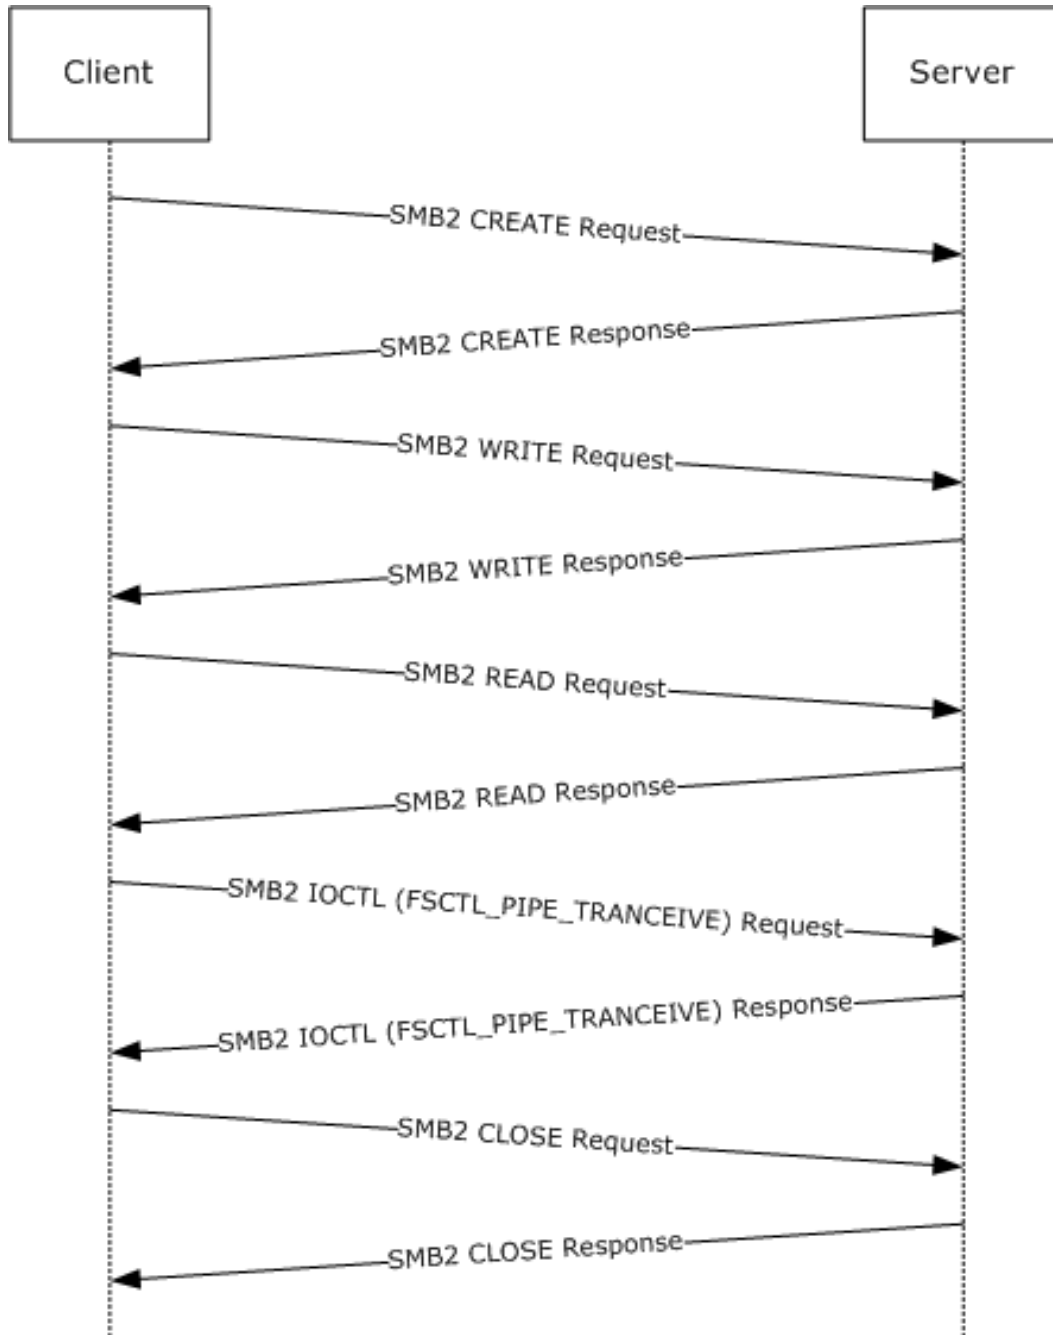 Client
Server
SMB2 CREATE Request
SMB2 CREATE Response
SMB2 WRITE Request
SMB2 WRITE Response
SMB2 READ Request
SMB2 READ Response
SMB2 IOCTL (FSCTL_PIPE_TRANCEIVE) Request
SMB2 IOCTL (FSCTL_PIPE_TRANCEIVE) Response
SMB2 CLOSE Request
SMB2 CLOSE Response